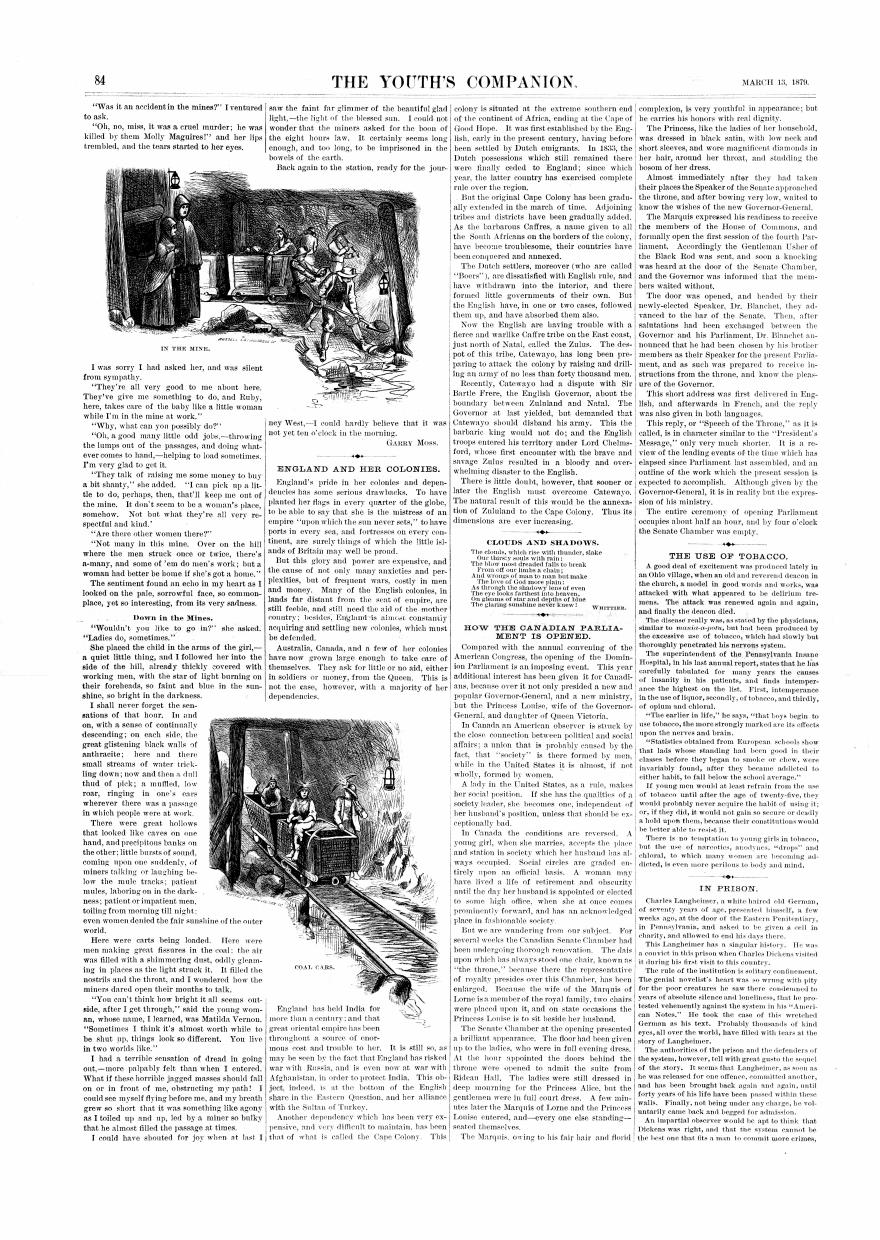 84
THE YOUTH'S COMPANION.
MARCH 13, 1879.
"Was it an accident in the mines?" I ventured
to ask.
"Oh, no, miss, it was a cruel murder; he was
killed by them Molly Maguires!" and her lips
trembled, and the tears started to her eyes.
IN THE MINE.
I was sorry I had asked her, and was silent
from sympathy.
"They're all very good to me about here.
They've give me something to do, and Ruby,
here, takes care of the baby like a little woman
while I'm in the mine at work."
"Why, what can you possibly do?"
"Oh, a good many little odd jobs,—throwing
the lumps out of the passages, and doing what-
ever comes to hand,—helping to load sometimes.
I'm very glad to get it.
"They talk of raising me some money to buy
a bit shanty," she added. "I can pick up a lit-
tle to do, perhaps, then, that'll keep me out of
the mine. It don't seem to be a woman's place,
somehow. Not but what they're all very re-
spectful and kind.'
"Are there other women there?"
"Not many in this mine. Over on the hill
where the men struck once or twice, there's
a-many, and some of 'em do men's work; but a
woman had better be home if she's got a home."
The sentiment found an echo in my heart as I
looked on the pale, sorrowful face, so common-
place, yet so interesting, from its very sadness.
Down in the Mines.
"Wouldn't you like to go in?" she asked.
"Ladies do, sometimes."
She placed the child in the arms of the girl,—
a quiet little thing, and I followed her into the
side of the hill, already thickly covered with
working men, with the star of light burning on
their foreheads, so faint and blue in the sun-
shine, so bright in the darkness.
I shall never forget the sen-
sations of that hour. In and
on, with a sense of continually
descending; on each side, the
great glistening black walls of
anthracite; here and there
small streams of water trick-
ling down; now and then a dull
thud of pick; a muffled, low
roar, ringing in one's ears
wherever there was a passage
in which people were at work.
There were great hollows
that looked like caves on one
hand, and precipitous banks on
the other; little bursts of sound,
coming upon one suddenly, of
miners talking or laughing be-
low the mule tracks; patient
mules, laboring on in the dark-
ness; patient or impatient men,
toiling from morning till night;
even women denied the fair sunshine of the outer
world.
Here were carts being loaded. Here were
men making great fissures in the coal: the air
was filled with a shimmering dust, oddly gleam-
ing in places as the light struck it. It filled the
nostrils and the throat, and I wondered how the
miners dared open their mouths to talk.
"You can't think how bright it all seems out-
side, after I get through," said the young wom-
an, whose name, I learned, was Matilda Vernon.
"Sometimes I think it's almost worth while to
be shut up, things look so different. You live
in two worlds like."
I had a terrible sensation of dread in going
out,—more palpably felt than when I entered.
What if these horrible jagged masses should fall
on or in front of me, obstructing my path! I
could see myself flying before me, and my breath
grew so short that it was something like agony
as I toiled up and up, led by a miner so bulky
that he almost filled the passage at times.
I could have shouted for joy when at last I
saw the faint far glimmer of the beautiful glad
light,—the light of the blessed sun. I could not
wonder that the miners asked for the boon of
the eight hours law. It certainly seems long
enough, and too long, to be imprisoned in the
bowels of the earth.
Back again to the station, ready for the jour-
ney West,—I could hardly believe that it was
not yet ten o'clock in the morning.
GARRY MOSS.
ENGLAND AND HER COLONIES.
England's pride in her colonies and depen-
dencies has some serious drawbacks. To have
planted her flags in every quarter of the globe,
to be able to say that she is the mistress of an
empire "upon which the sun never sets," to have
ports in every sea, and fortresses on every con-
tinent, are surely things of which the little isl-
ands of Britain may well be proud.
But this glory and power are expensive, and
the cause of not only many anxieties and per-
plexities, but of frequent wars, costly in men
and money. Many of the English colonies, in
lands far distant from the seat of empire, are
still feeble, and still need the aid of the mother
country; besides, England is almost constantly
acquiring and settling new colonies, which must
be defended.
Australia, Canada, and a few of her colonies
have now grown large enough to take care of
themselves. They ask for little or no aid, either
in soldiers or money, from the Queen. This is
not the case, however, with a majority of her
dependencies.
COAL CARS.
England has held India for
more than a century; and that
great oriental empire has been
throughout a source of enor-
mous cost and trouble to her. It is still so, as
may be seen by the fact that England has risked
war with Russia, and is even now at war with
Afghanistan, in order to protect India. This ob-
ject, indeed, is at the bottom of the English
share in the Eastern Question, and her alliance
with the Sultan of Turkey.
Another dependency which has been very ex-
pensive, and very difficult to maintain, has been
that of what is called the Cape Colony. This
colony is situated at the extreme southern end
of the continent of Africa, ending at the Cape of
Good Hope. It was first established by the Eng-
lish, early in the present century, having before
been settled by Dutch emigrants. In 1833, the
Dutch possessions which still remained there
were finally ceded to England; since which
year, the latter country has exercised complete
rule over the region.
But the original Cape Colony has been gradu-
ally extended in the march of time. Adjoining
tribes and districts have been gradually added.
As the barbarous Caffres, a name given to all
the South Africans on the borders of the colony,
have become troublesome, their countries have
been conquered and annexed.
The Dutch settlers, moreover (who are called
"Boers"), are dissatisfied with English rule, and
have withdrawn into the interior, and there
formed little governments of their own. But
the English have, in one or two cases, followed
them up, and have absorbed them also.
Now the English are having trouble with a
fierce and warlike Caffre tribe on the East coast,
just north of Natal, called the Zulus. The des-
pot of this tribe, Catewayo, has long been pre-
paring to attack the colony by raising and drill-
ing an army of no less than forty thousand men.
Recently, Catewayo had a dispute with Sir
Bartle Frere, the English Governor, about the
boundary between Zululand and Natal. The
Governor at last yielded, but demanded that
Catewayo should disband his army. This the
barbaric king would not do; and the English
troops entered his territory under Lord Chelms-
ford, whose first encounter with the brave and
savage Zulus resulted in a bloody and over-
whelming disaster to the English.
There is little doubt, however, that sooner or
later the English must overcome Catewayo.
The natural result of this would be the annexa-
tion of Zululand to the Cape Colony. Thus its
dimensions are ever increasing.
CLOUDS AND SHADOWS.
The clouds, which rise with thunder, slake
Our thirsty souls with rain;
The blow most dreaded falls to break
From off our limbs a chain;
And wrongs of man to man but make
The love of God more plain;
As through the shadowy lens of even
The eye looks farthest into heaven,
On gleams of star and depths of blue
The glaring sunshine never knew!
WHITTIER.
HOW THE CANADIAN PARLIA-
MENT IS OPENED.
Compared with the annual convening of the
American Congress, the opening of the Domin-
ion Parliament is an imposing event. This year
additional interest has been given it for Canadi-
ans, because over it not only presided a new and
popular Governor-General, and a new ministry,
but the Princess Louise, wife of the Governor-
General, and daughter of Queen Victoria.
In Canada an American observer is struck by
the close connection between political and social
affairs; a union that is probably caused by the
fact, that "society" is there formed by men,
while in the United States it is almost, if not
wholly, formed by women.
A lady in the United States, as a rule, makes
her social position. If she has the qualities of a
society leader, she becomes one, independent of
her husband's position, unless that should be ex-
ceptionally bad.
In Canada the conditions are reversed. A
young girl, when she marries, accepts the place
and station in society which her husband has al-
ways occupied. Social circles are graded en-
tirely upon an official basis. A woman may
have lived a life of retirement and obscurity
until the day her husband is appointed or elected
to some high office, when she at once comes
prominently forward, and has an acknowledged
place in fashionable society.
But we are wandering from our subject. For
several weeks the Canadian Senate Chamber had
been undergoing thorough renovation. The dais
upon which has always stood one chair, known as
"the throne," because there the representative
of royalty presides over this Chamber, has been
enlarged. Because the wife of the Marquis of
Lorne is a member of the royal family, two chairs
were placed upon it, and on state occasions the
Princess Louise is to sit beside her husband.
The Senate Chamber at the opening presented
a brilliant appearance. The floor had been given
up to the ladies, who were in full evening dress.
At the hour appointed the doors behind the
throne were opened to admit the suite from
Rideau Hall. The ladies were still dressed in
deep mourning for the Princess Alice, but the
gentlemen were in full court dress. A few min-
utes later the Marquis of Lorne and the Princess
Louise entered, and—every one else standing—
seated themselves.
The Marquis, owing to his fair hair and florid
complexion, is very youthful in appearance; but
he carries his honors with real dignity.
The Princess, like the ladies of her household,
was dressed in black satin, with low neck and
short sleeves, and wore magnificent diamonds in
her hair, around her throat, and studding the
bosom of her dress.
Almost immediately after they had taken
their places the Speaker of the Senate approached
the throne, and after bowing very low, waited to
know the wishes of the new Governor-General.
The Marquis expressed his readiness to receive
the members of the House of Commons, and
formally open the first session of the fourth Par-
liament. Accordingly the Gentleman Usher of
the Black Rod was sent, and soon a knocking
was heard at the door of the Senate Chamber,
and the Governor was informed that the mem-
bers waited without.
The door was opened, and headed by their
newly-elected Speaker, Dr. Blanchet, they ad-
vanced to the bar of the Senate. Then, after
salutations had been exchanged between the
Governor and his Parliament, Dr. Blanchet an-
nounced that he had been chosen by his brother
members as their Speaker for the present Parlia-
ment, and as such was prepared to receive in-
structions from the throne, and know the pleas-
ure of the Governor.
This short address was first delivered in Eng-
lish, and afterwards in French, and the reply
was also given in both languages.
This reply, or "Speech of the Throne," as it is
called, is in character similar to the "President's
Message," only very much shorter. It is a re-
view of the leading events of the time which has
elapsed since Parliament last assembled, and an
outline of the work which the present session is
expected to accomplish. Although given by the
Governor-General, it is in reality but the expres-
sion of his ministry.
The entire ceremony of opening Parliament
occupies about half an hour, and by four o'clock
the Senate Chamber was empty.
THE USE OF TOBACCO.
A good deal of excitement was produced lately in
an Ohio village, when an old and reverend deacon in
the church, a model in good words and works, was
attacked with what appeared to be delirium tre-
mens. The attack was renewed again and again,
and finally the deacon died.
The disease really was, as stated by the physicians,
similar to mania-a-potu, but had been produced by
the excessive use of tobacco, which had slowly but
thoroughly penetrated his nervous system.
The superintendent of the Pennsylvania Insane
Hospital, in his last annual report, states that he has
carefully tabulated for many years the causes
of insanity in his patients, and finds intemper-
ance the highest on the list. First, intemperance
in the use of liquor, secondly, of tobacco, and thirdly,
of opium and chloral.
"The earlier in life," he says, "that boys begin to
use tobacco, the more strongly marked are its effects
upon the nerves and brain.
"Statistics obtained from European schools show
that lads whose standing had been good in their
classes before they began to smoke or chew, were
invariably found, after they became addicted to
either habit, to fall below the school average."
If young men would at least refrain from the use
of tobacco until after the age of twenty-five, they
would probably never acquire the habit of using it;
or, if they did, it would not gain so secure or deadly
a hold upon them, because their constitutions would
be better able to resist it.
There is no temptation to young girls in tobacco,
but the use of narcotics, anodynes, "drops" and
chloral, to which many women are becoming ad-
dicted, is even more perilous to body and mind.
IN PRISON.
Charles Langheimer, a white haired old German,
of seventy years of age, presented himself, a few
weeks ago, at the door of the Eastern Penitentiary,
in Pennsylvania, and asked to be given a cell in
charity, and allowed to end his days there.
This Langheimer has a singular history. He was
a convict in this prison when Charles Dickens visited
it during his first visit to this country.
The rule of the institution is solitary confinement.
The genial novelist's heart was so wrung with pity
for the poor creatures he saw there condemned to
years of absolute silence and loneliness, that he pro-
tested vehemently against the system in his "Ameri-
can Notes." He took the case of this wretched
German as his text. Probably thousands of kind
eyes, all over the world, have filled with tears at the
story of Langheimer.
The authorities of the prison and the defenders of
the system, however, tell with great gusto the sequel
of the story. It seems that Langheimer, as soon as
he was released for one offence, committed another,
and has been brought back again and again, until
forty years of his life have been passed within these
walls. Finally, not being under any charge, he vol-
untarily came back and begged for admission.
An impartial observer would be apt to think that
Dickens was right, and that the system cannot be
the best one that fits a man to commit more crimes,